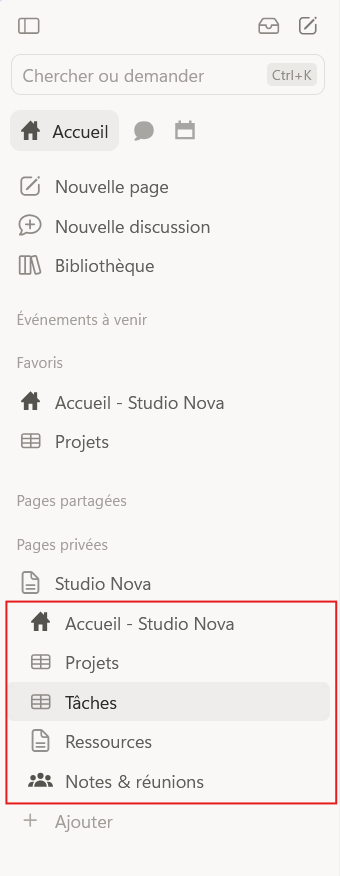 Chercher ou demander Ctrl+K
Accueil
Nouvelle page
Nouvelle discussion
Bibliothèque
Événements à venir
Favoris
Accueil - Studio Nova
Projets
Pages partagées
Pages privées
Studio Nova
Accueil - Studio Nova
Projets
Tâches
Ressources
Notes & réunions
Ajouter